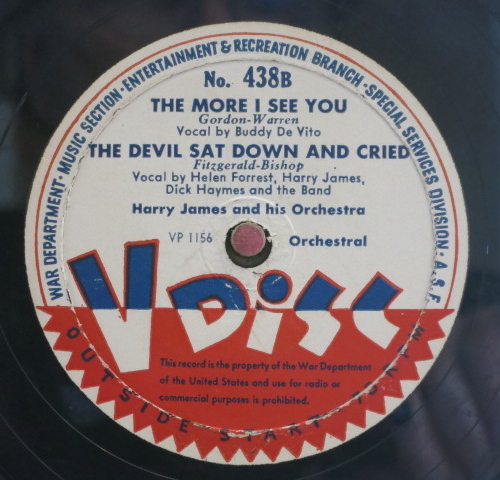 WAR DEPARTMENT · MUSIC SECTION · ENTERTAINMENT & RECREATION BRANCH · SPECIAL SERVICES DIVISION · A.S.F.
No. 438B
THE MORE I SEE YOU
Gordon-Warren
Vocal by Buddy De Vito
THE DEVIL SAT DOWN AND CRIED
Fitzgerald-Bishop
Vocal by Helen Forrest, Harry James,
Dick Haymes and the Band
Harry James and his Orchestra
VP 1156 Orchestral
V DISC
This record is the property of the War Department
of the United States and use for radio or
commercial purposes is prohibited.
OUTSIDE START · 78 RPM